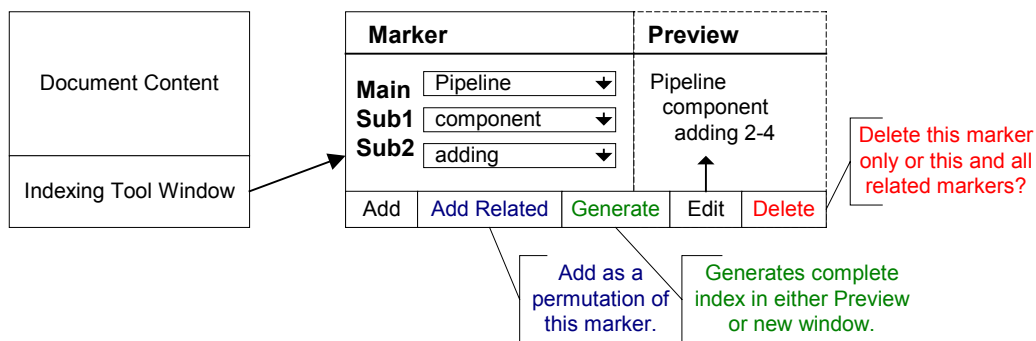 Document Content
Indexing Tool Window
Marker
Preview
Main
Pipeline
Sub1
component
Sub2
adding
Pipeline
component
adding 2-4
Add
Add Related
Generate
Edit
Delete
Delete this marker
only or this and all
related markers?
Add as a
permutation of
this marker.
Generates complete
index in either Preview
or new window.